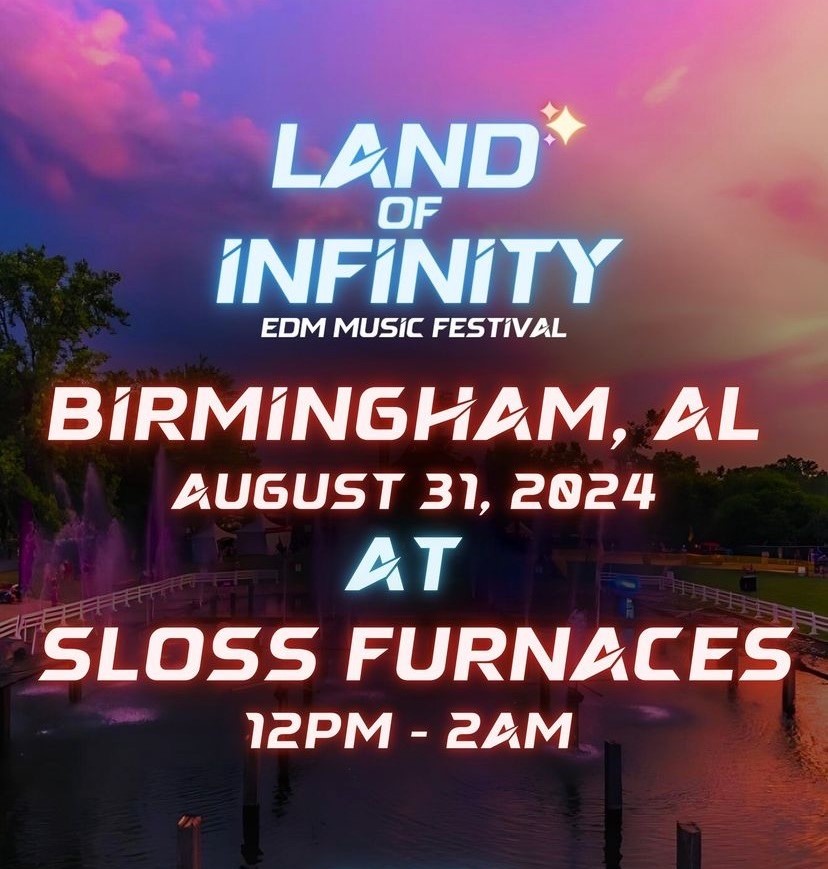 LAND
OF
INFINITY
EDM MUSIC FESTIVAL
BIRMINGHAM, AL
AUGUST 31, 2024
AT
SLOSS FURNACES
12PM - 2AM